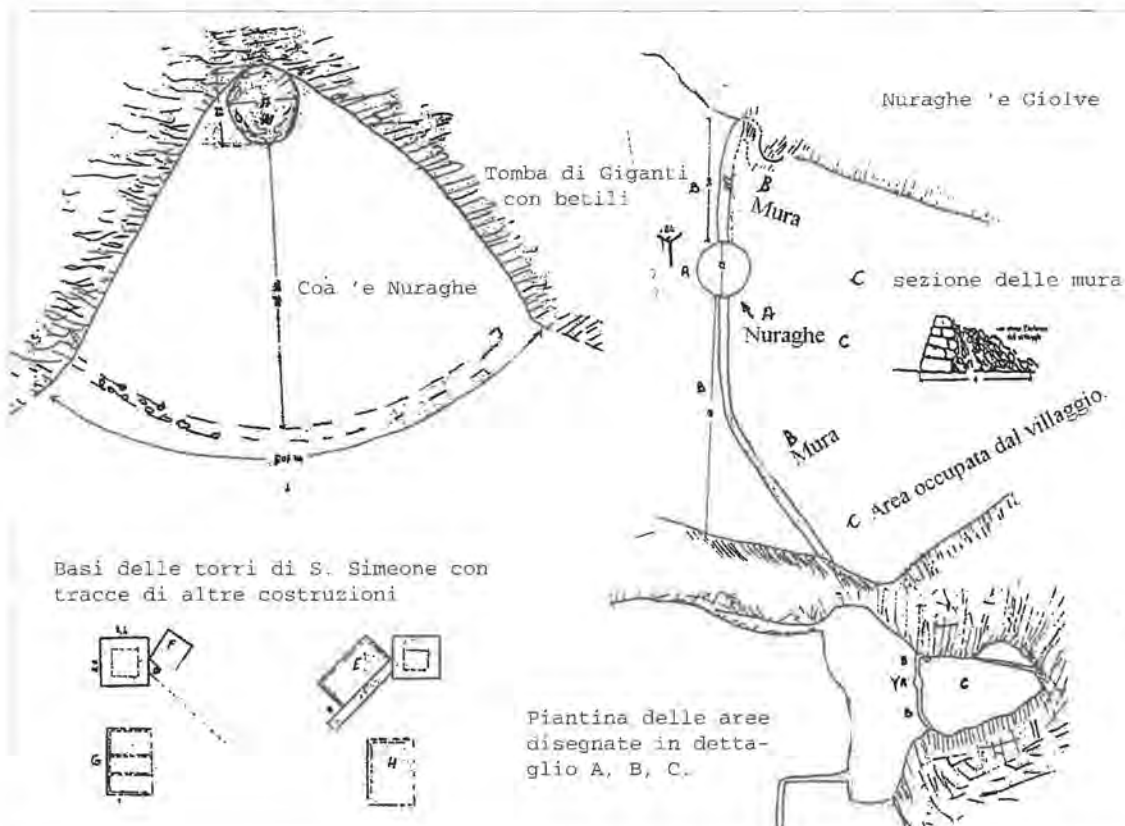 Nuraghe 'e Giolve
Tomba di Giganti
con betili
B
B
Mura
Coa 'e Nuraghe
A
C sezione delle mura
A
Nuraghe C
B
B
Mura
C Area occupata dal villaggio.
Basi delle torri di S. Simeone con
tracce di altre costruzioni
F
E
G
H
B
A
B
C
Piantina delle aree
disegnate in detta-
glio A, B, C.